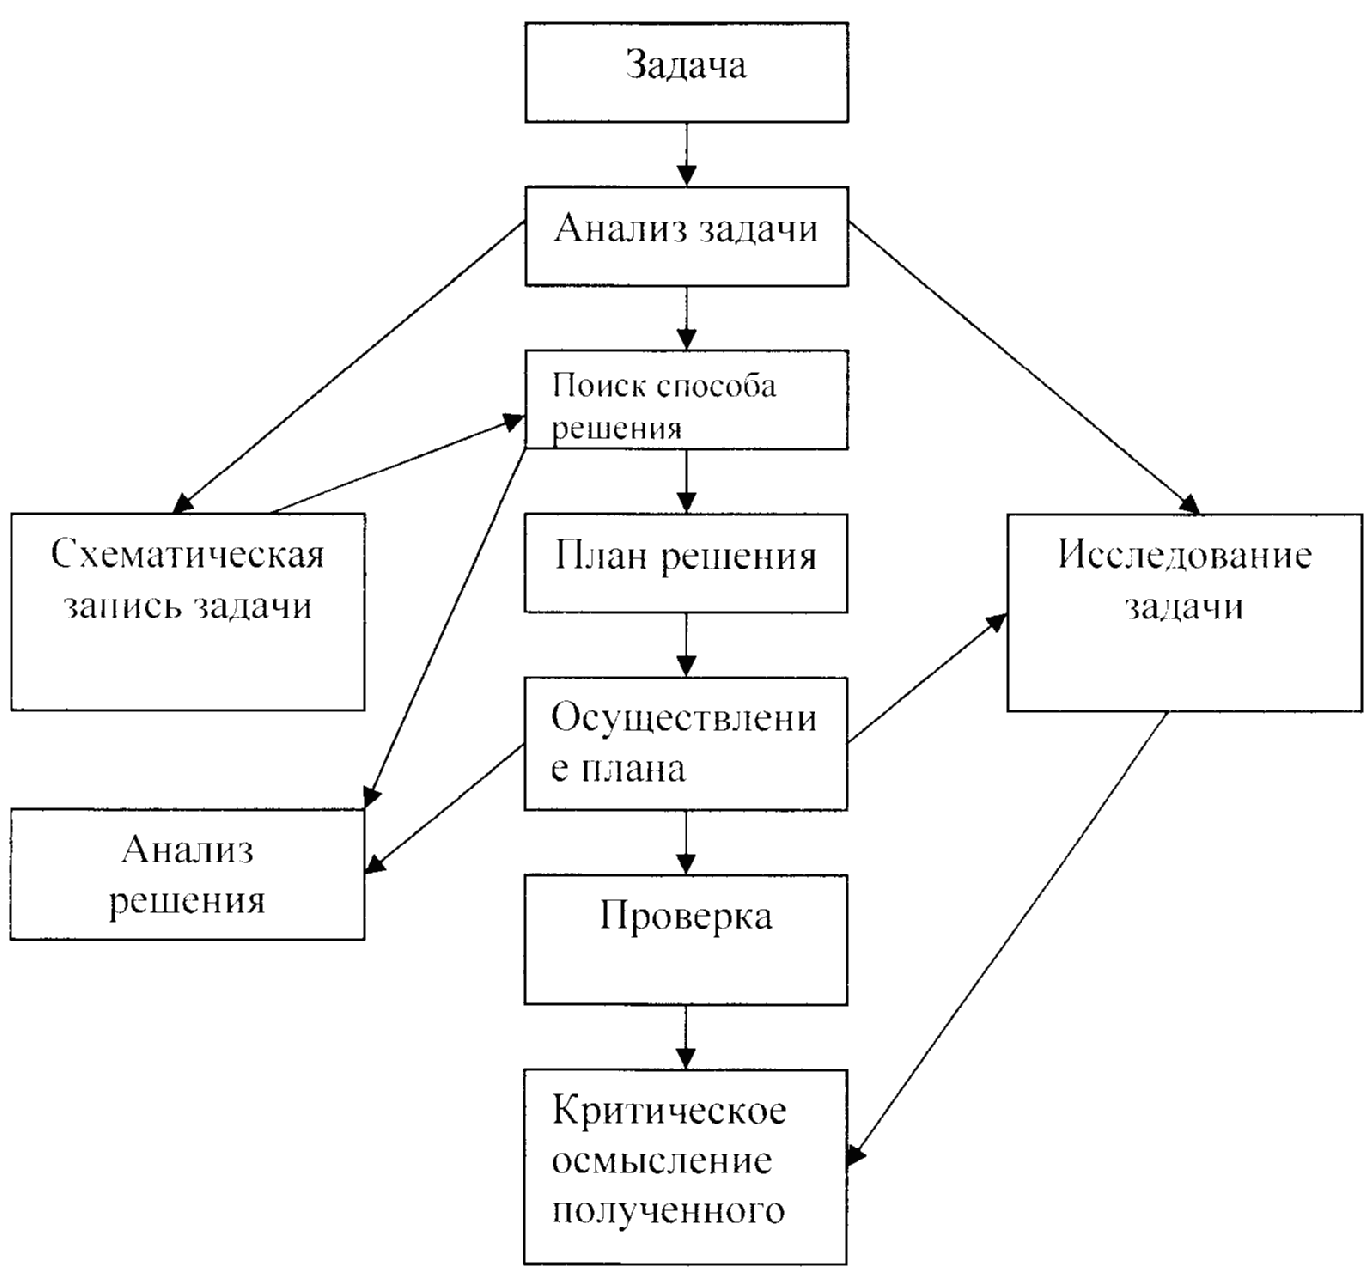 Задача
Анализ задачи
Поиск способа
решения
Схематическая
запись задачи
План решения
Исследование
задачи
Осуществлени
е плана
Анализ
решения
Проверка
Критическое
осмысление
полученного